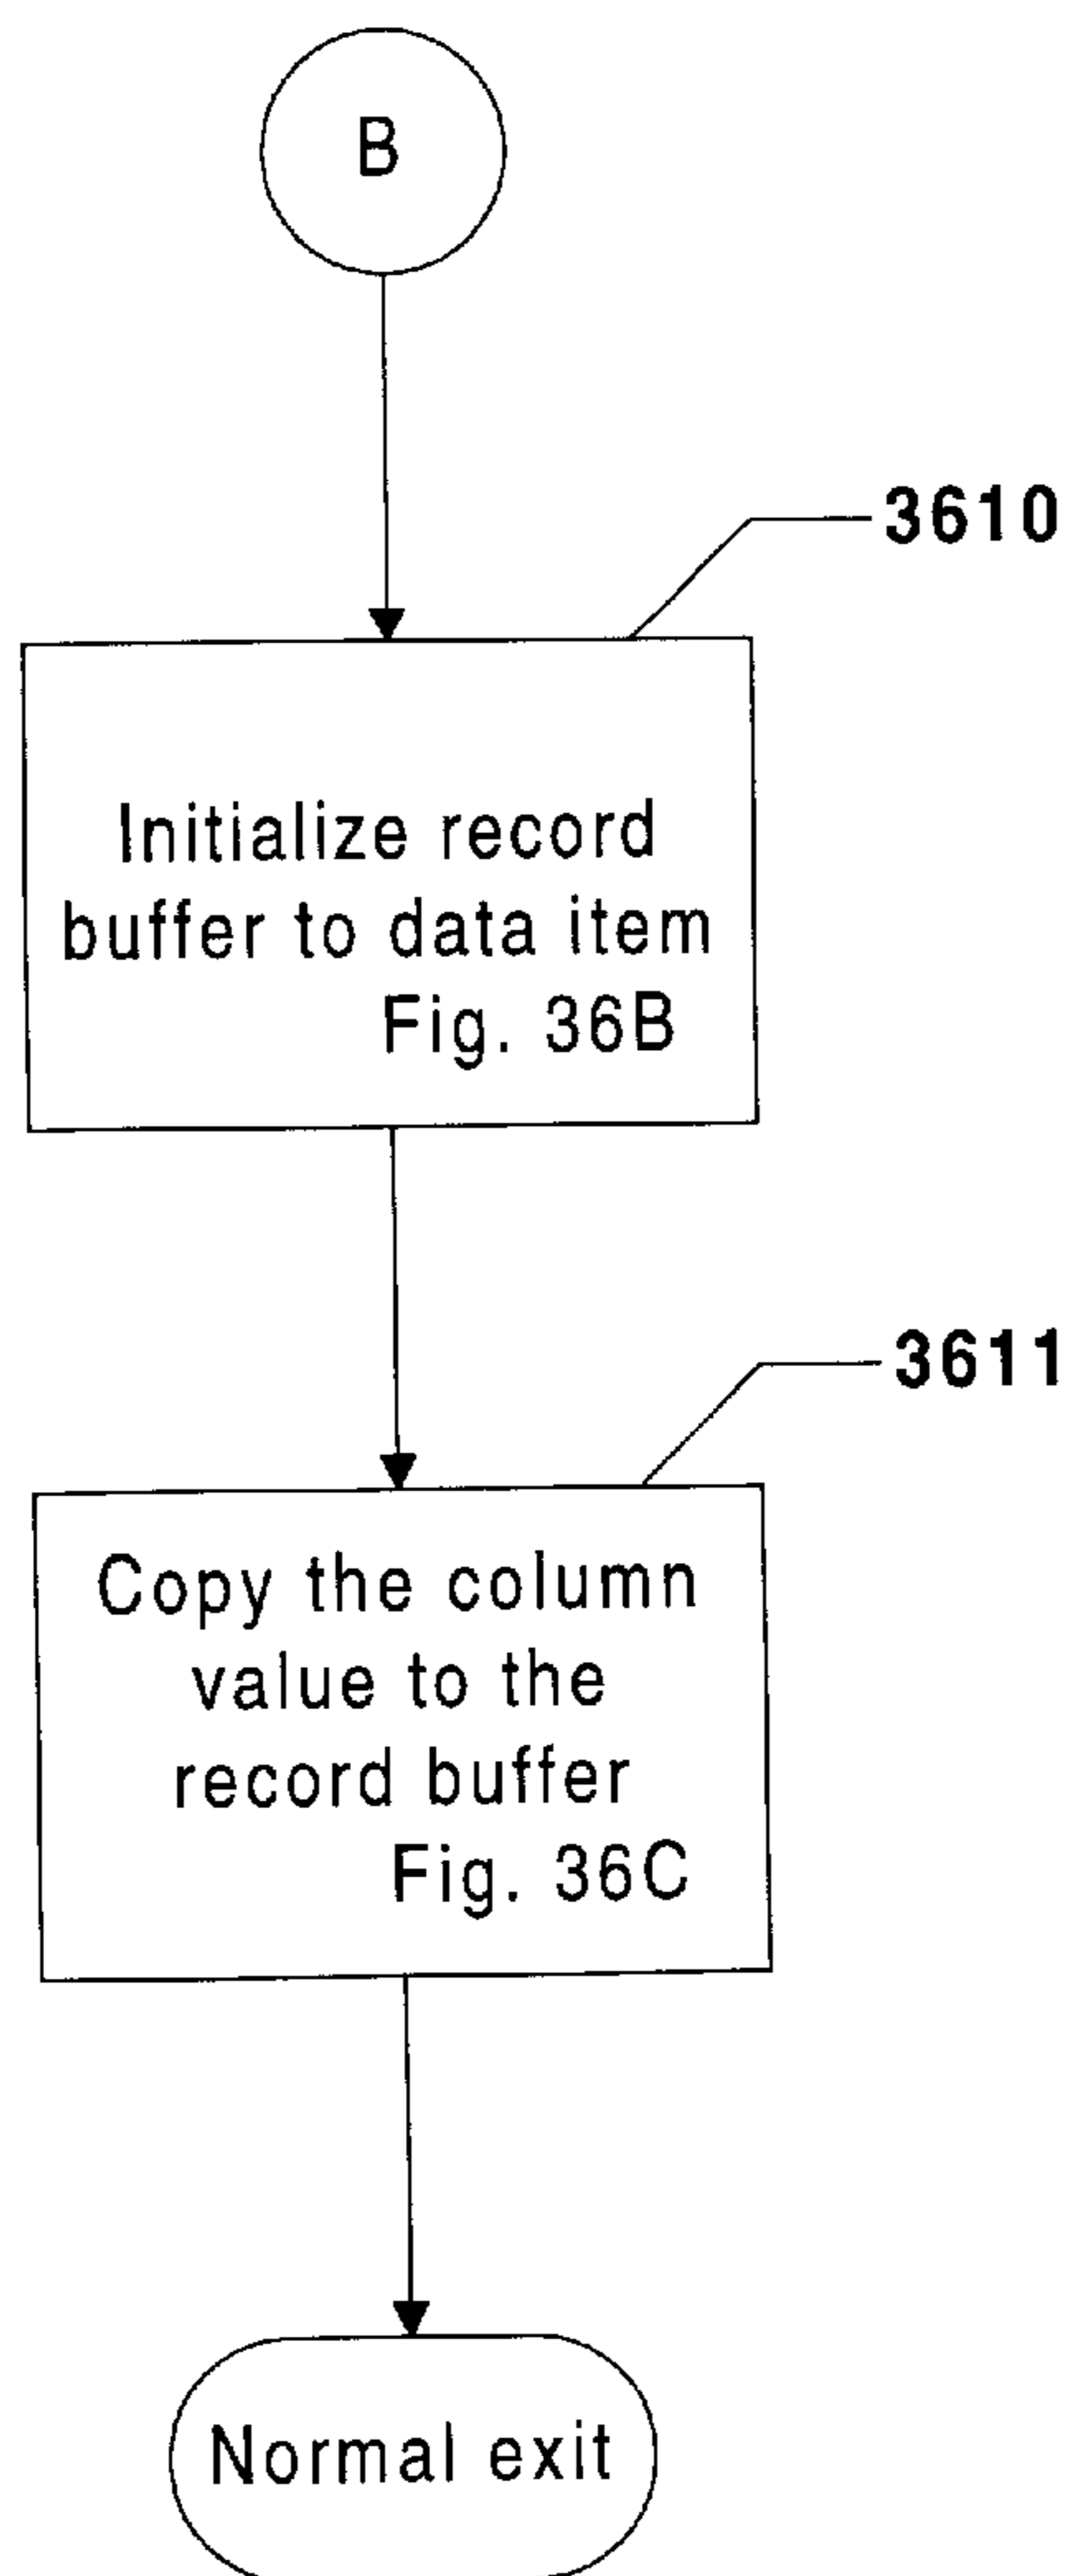 B
3610
Initialize record
buffer to data item
Fig. 36B
3611
Copy the column
value to the
record buffer
Fig. 36C
Normal exit